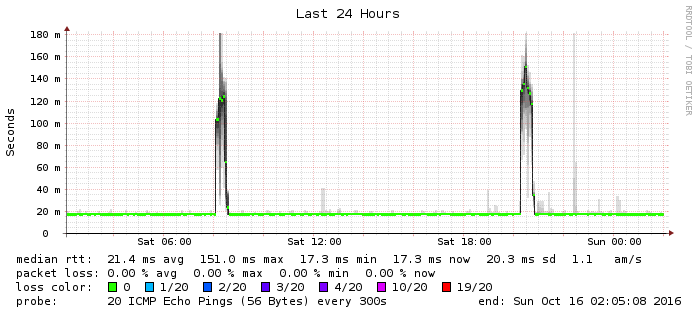 Last 24 Hours
RRDTOOL / TOBI OETIKER
Seconds
180 m
160 m
140 m
120 m
100 m
80 m
60 m
40 m
20 m
0
Sat 06:00 Sat 12:00 Sat 18:00 Sun 00:00
median rtt: 21.4 ms avg 151.0 ms max 17.3 ms min 17.3 ms now 20.3 ms sd 1.1 am/s
packet loss: 0.00 % avg 0.00 % max 0.00 % min 0.00 % now
loss color: 0 1/20 2/20 3/20 4/20 10/20 19/20
probe: 20 ICMP Echo Pings (56 Bytes) every 300s end: Sun Oct 16 02:05:08 2016